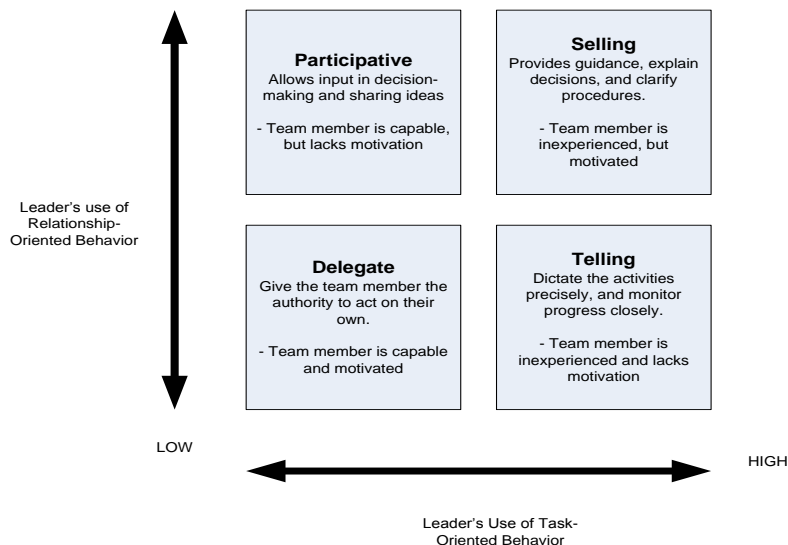 Participative
Allows input in decision-
making and sharing ideas
- Team member is capable,
but lacks motivation
Selling
Provides guidance, explain
decisions, and clarify
procedures.
- Team member is
inexperienced, but
motivated
Leader's use of
Relationship-
Oriented Behavior
Delegate
Give the team member the
authority to act on their
own.
- Team member is capable
and motivated
Telling
Dictate the activities
precisely, and monitor
progress closely.
- Team member is
inexperienced and lacks
motivation
LOW
HIGH
Leader's Use of Task-
Oriented Behavior